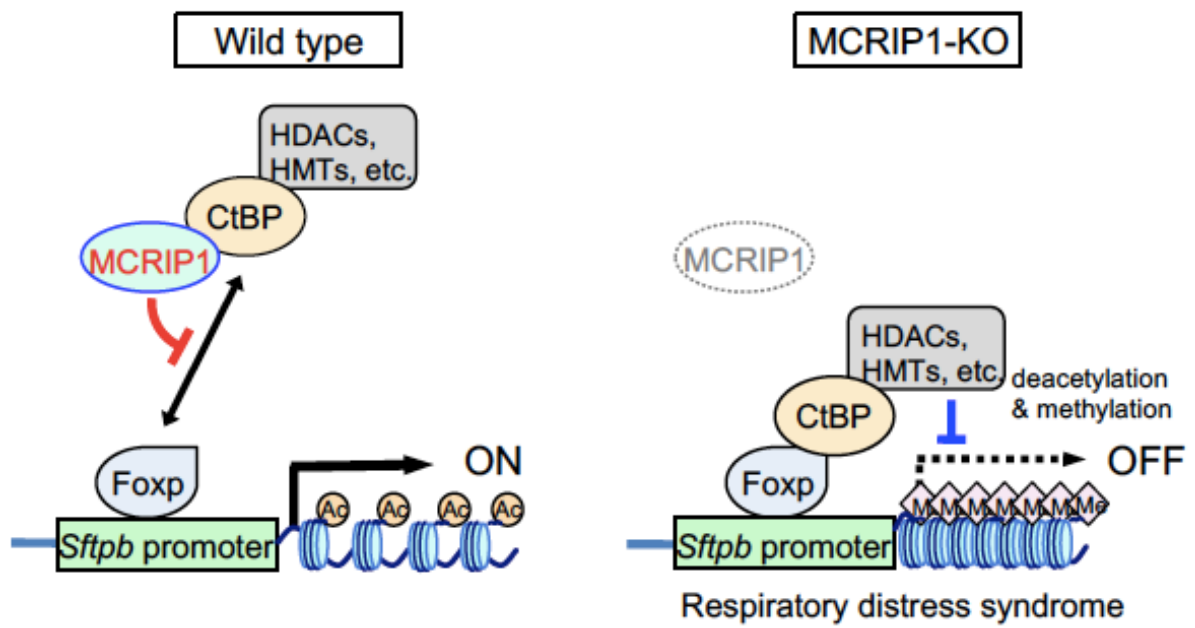 Wild type
HDACs,
HMTs, etc.
CtBP
MCRIP1
Foxp
ON
Ac Ac Ac Ac
Sftpb promoter
MCRIP1-KO
MCRIP1
HDACs,
HMTs, etc.
deacetylation
& methylation
CtBP
Foxp
OFF
M M M M M M Me
Sftpb promoter
Respiratory distress syndrome